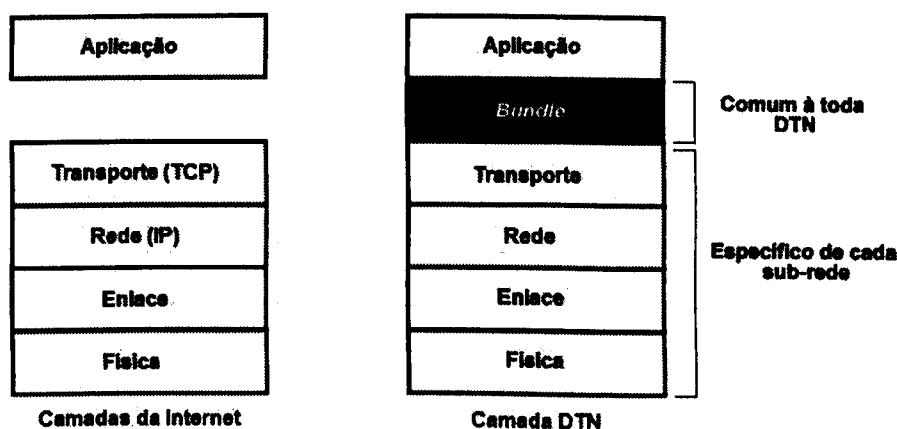 Aplicação
Transporte (TCP)
Rede (IP)
Enlace
Física
Camadas da Internet
Aplicação
Bundle
Transporte
Rede
Enlace
Física
Camada DTN
Comum à toda
DTN
Específico de cada
sub-rede